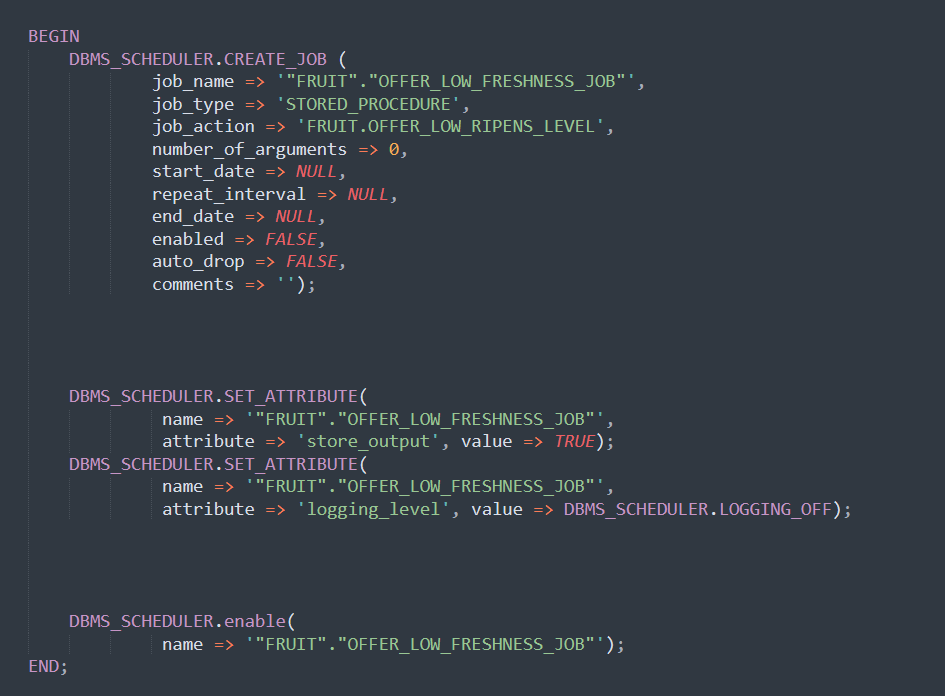 BEGIN
DBMS_SCHEDULER.CREATE_JOB (
job_name => '"FRUIT"."OFFER_LOW_FRESHNESS_JOB"',
job_type => 'STORED_PROCEDURE',
job_action => 'FRUIT.OFFER_LOW_RIPENS_LEVEL',
number_of_arguments => 0,
start_date => NULL,
repeat_interval => NULL,
end_date => NULL,
enabled => FALSE,
auto_drop => FALSE,
comments => '');
DBMS_SCHEDULER.SET_ATTRIBUTE(
name => '"FRUIT"."OFFER_LOW_FRESHNESS_JOB"',
attribute => 'store_output', value => TRUE);
DBMS_SCHEDULER.SET_ATTRIBUTE(
name => '"FRUIT"."OFFER_LOW_FRESHNESS_JOB"',
attribute => 'logging_level', value => DBMS_SCHEDULER.LOGGING_OFF);
DBMS_SCHEDULER.enable(
name => '"FRUIT"."OFFER_LOW_FRESHNESS_JOB"');
END;